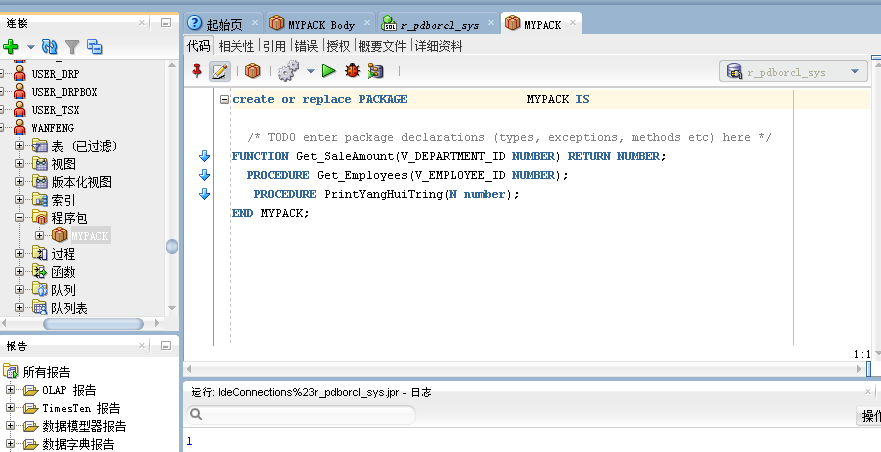 连接
起始页
MYPACK Body
r_pdborcl_sys
MYPACK
代码 相关性 引用 错误 授权 概要文件 详细资料
r_pdborcl_sys
USER_DRP
USER_DRPBOX
USER_TSX
WANFENG
表 (已过滤)
视图
版本化视图
索引
程序包
MYPACK
过程
函数
队列
队列表
create or replace PACKAGE MYPACK IS
/* TODO enter package declarations (types, exceptions, methods etc) here */
FUNCTION Get_SaleAmount(V_DEPARTMENT_ID NUMBER) RETURN NUMBER;
PROCEDURE Get_Employees(V_EMPLOYEE_ID NUMBER);
PROCEDURE PrintYangHuiTring(N number);
END MYPACK;
1:1
报告
所有报告
OLAP 报告
TimesTen 报告
数据模型器报告
数据字典报告
运行: IdeConnections%23r_pdborcl_sys.jpr - 日志
操作
1